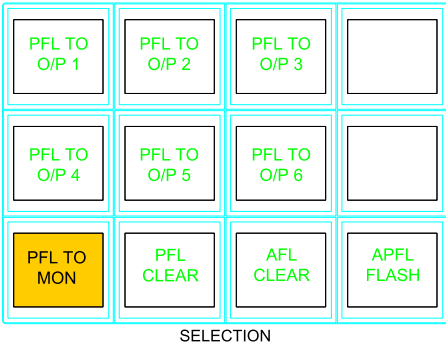 PFL TO
O/P 1
PFL TO
O/P 2
PFL TO
O/P 3
PFL TO
O/P 4
PFL TO
O/P 5
PFL TO
O/P 6
PFL TO
MON
PFL
CLEAR
AFL
CLEAR
APFL
FLASH
SELECTION